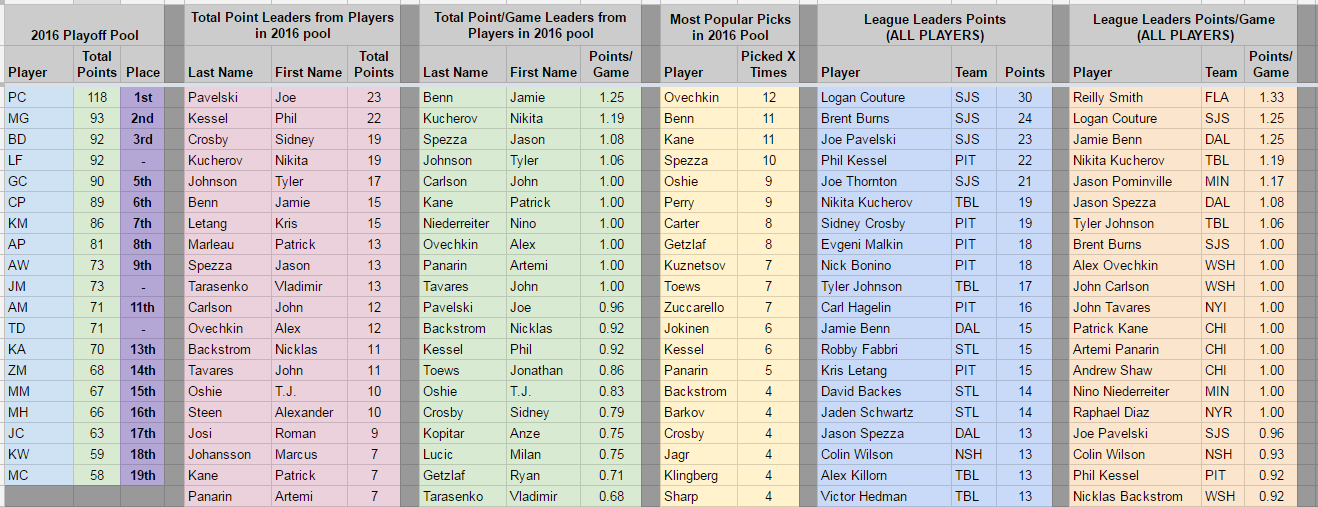 2016 Playoff Pool
Player Total Points Place
PC 118 1st
MG 93 2nd
BD 92 3rd
LF 92 -
GC 90 5th
CP 89 6th
KM 86 7th
AP 81 8th
AW 73 9th
JM 73 -
AM 71 11th
TD 71 -
KA 70 13th
ZM 68 14th
MM 67 15th
MH 66 16th
JC 63 17th
KW 59 18th
MC 58 19th
Total Point Leaders from Players in 2016 pool
Last Name First Name Total Points
Pavelski Joe 23
Kessel Phil 22
Crosby Sidney 19
Kucherov Nikita 19
Johnson Tyler 17
Benn Jamie 15
Letang Kris 15
Marleau Patrick 13
Spezza Jason 13
Tarasenko Vladimir 13
Carlson John 12
Ovechkin Alex 12
Backstrom Nicklas 11
Tavares John 11
Oshie T.J. 10
Steen Alexander 10
Josi Roman 9
Johansson Marcus 7
Kane Patrick 7
Panarin Artemi 7
Total Point/Game Leaders from Players in 2016 pool
Last Name First Name Points/Game
Benn Jamie 1.25
Kucherov Nikita 1.19
Spezza Jason 1.08
Johnson Tyler 1.06
Carlson John 1.00
Kane Patrick 1.00
Niederreiter Nino 1.00
Ovechkin Alex 1.00
Panarin Artemi 1.00
Tavares John 1.00
Pavelski Joe 0.96
Backstrom Nicklas 0.92
Kessel Phil 0.92
Toews Jonathan 0.86
Oshie T.J. 0.83
Crosby Sidney 0.79
Kopitar Anze 0.75
Lucic Milan 0.75
Getzlaf Ryan 0.71
Tarasenko Vladimir 0.68
Most Popular Picks in 2016 Pool
Player Picked X Times
Ovechkin 12
Benn 11
Kane 11
Spezza 10
Oshie 9
Perry 9
Carter 8
Getzlaf 8
Kuznetsov 7
Toews 7
Zuccarello 7
Jokinen 6
Kessel 6
Panarin 5
Backstrom 4
Barkov 4
Crosby 4
Jagr 4
Klingberg 4
Sharp 4
League Leaders Points (ALL PLAYERS)
Player Team Points
Logan Couture SJS 30
Brent Burns SJS 24
Joe Pavelski SJS 23
Phil Kessel PIT 22
Joe Thornton SJS 21
Nikita Kucherov TBL 19
Sidney Crosby PIT 19
Evgeni Malkin PIT 18
Nick Bonino PIT 18
Tyler Johnson TBL 17
Carl Hagelin PIT 16
Jamie Benn DAL 15
Robby Fabbri STL 15
Kris Letang PIT 15
David Backes STL 14
Jaden Schwartz STL 14
Jason Spezza DAL 13
Colin Wilson NSH 13
Alex Killorn TBL 13
Victor Hedman TBL 13
League Leaders Points/Game (ALL PLAYERS)
Player Team Points/Game
Reilly Smith FLA 1.33
Logan Couture SJS 1.25
Jamie Benn DAL 1.25
Nikita Kucherov TBL 1.19
Jason Pominville MIN 1.17
Jason Spezza DAL 1.08
Tyler Johnson TBL 1.06
Brent Burns SJS 1.00
Alex Ovechkin WSH 1.00
John Carlson WSH 1.00
John Tavares NYI 1.00
Patrick Kane CHI 1.00
Artemi Panarin CHI 1.00
Andrew Shaw CHI 1.00
Nino Niederreiter MIN 1.00
Raphael Diaz NYR 1.00
Joe Pavelski SJS 0.96
Colin Wilson NSH 0.93
Phil Kessel PIT 0.92
Nicklas Backstrom WSH 0.92